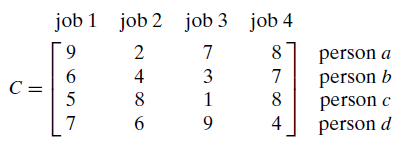 job 1 job 2 job 3 job 4
9 2 7 8 person a
6 4 3 7 person b
C =
5 8 1 8 person c
7 6 9 4 person d